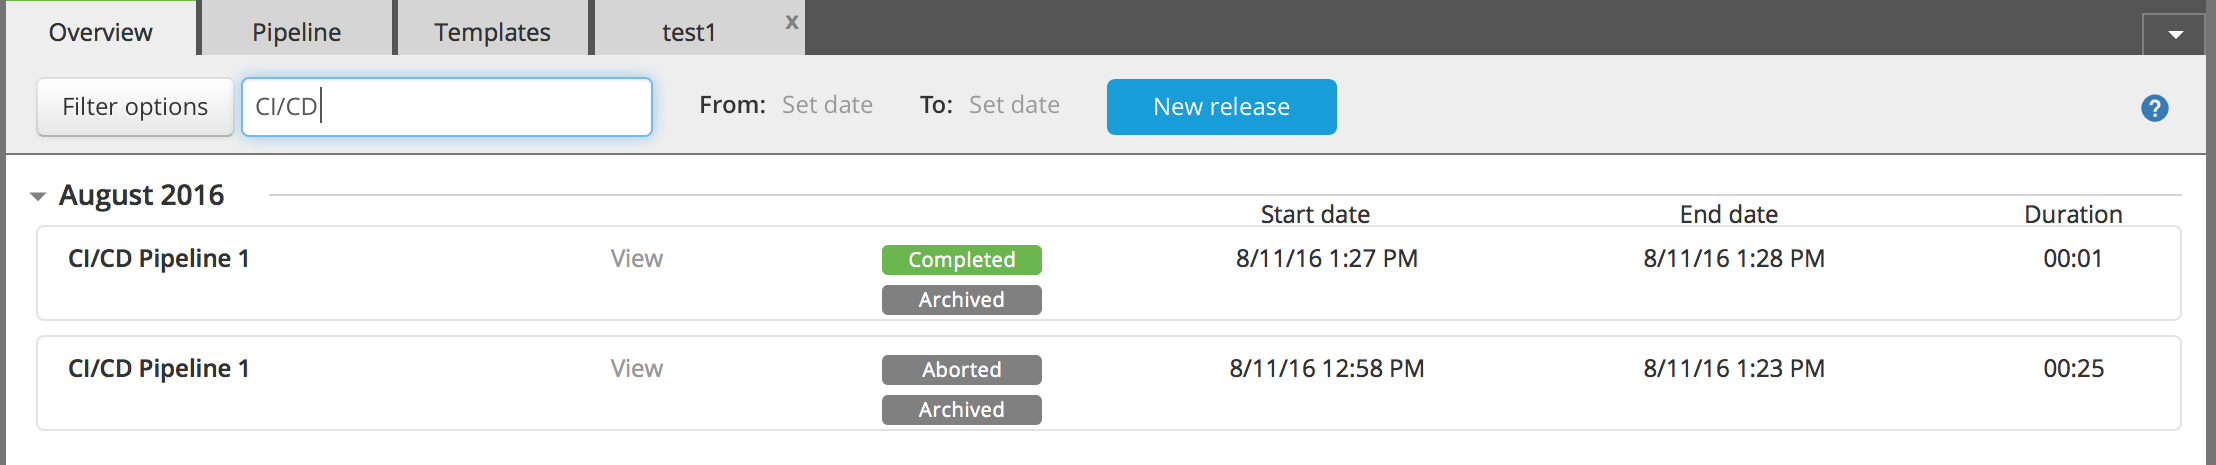 Overview Pipeline Templates test1 x
Filter options CI/CD From: Set date To: Set date New release ?
August 2016
Start date End date Duration
CI/CD Pipeline 1 View Completed 8/11/16 1:27 PM 8/11/16 1:28 PM 00:01
Archived
CI/CD Pipeline 1 View Aborted 8/11/16 12:58 PM 8/11/16 1:23 PM 00:25
Archived